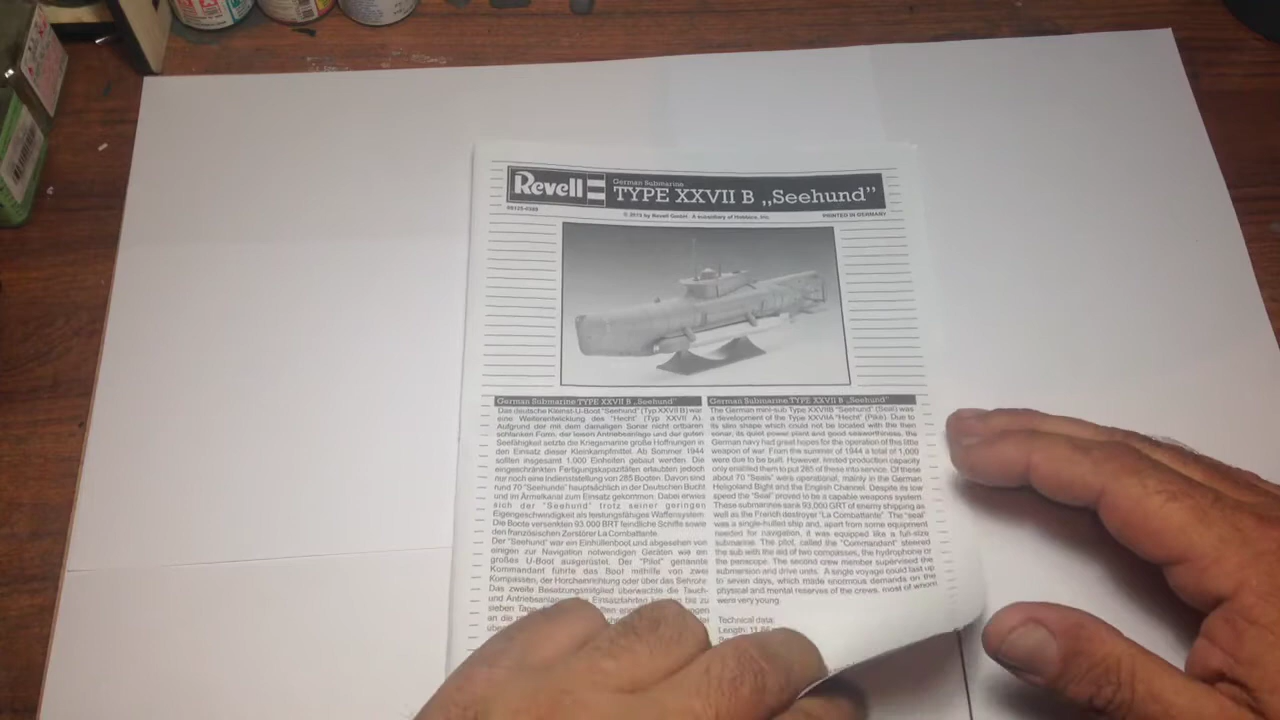 Revell
German Submarine
TYPE XXVII B „Seehund”
© 2013 by Revell GmbH. A subsidiary of Hobbico, Inc.
PRINTED IN GERMANY
German Submarine TYPE XXVII B „Seehund”
Das deutsche Kleinst-U-Boot "Seehund" (Typ XXVII B) war
eine Weiterentwicklung des "Hecht" (Typ XXVII A).
Aufgrund der mit dem damaligen Sonar nicht ortbaren
schlanken Form, der leisen Antriebsanlage und der guten
Seefähigkeit setzte die Kriegsmarine große Hoffnungen in
den Einsatz dieser Kleinkampfmittel. Ab Sommer 1944
sollten insgesamt 1.000 Einheiten gebaut werden. Die
eingeschränkten Fertigungskapazitäten erlaubten jedoch
nur noch eine Indienststellung von 285 Booten. Davon sind
rund 70 "Seehunde" hauptsächlich in der Deutschen Bucht
und im Ärmelkanal zum Einsatz gekommen. Dabei erwies
sich der "Seehund" trotz seiner geringen
Eigengeschwindigkeit als leistungsfähiges Waffensystem.
Die Boote versenkten 93.000 BRT feindliche Schiffe sowie
den französischen Zerstörer La Combattante.
Der "Seehund" war ein Einhüllenboot und abgesehen von
einigen zur Navigation notwendigen Geräten wie ein
großes U-Boot ausgerüstet. Der "Pilot" genannte
Kommandant führte das Boot mithilfe von zwei
Kompassen, der Horcheinrichtung oder über das Sehrohr.
Das zweite Besatzungsmitglied überwachte die Tauch-
und Antriebsanlage. Einsatzfahrten konnten bis zu
sieben Tage
an die
German Submarine TYPE XXVII B „Seehund”
The German mini-sub Type XXVIIB "Seehund" (Seal) was
a development of the Type XXVIIA "Hecht" (Pike). Due to
its slim shape which could not be located with the then
sonar, its quiet power plant and good seaworthiness, the
German navy had great hopes for the operation of this little
weapon of war. From the summer of 1944 a total of 1,000
were due to be built. However, limited production capacity
only enabled them to put 285 of these into service. Of these
about 70 "Seals" were operational, mainly in the German
Helgoland Bight and the English Channel. Despite its low
speed the "Seal" proved to be a capable weapons system.
These submarines sank 93,000 GRT of enemy shipping as
well as the French destroyer "La Combattante". The "seal"
was a single-hulled ship and, apart from some equipment
needed for navigation, it was equipped like a full-size
submarine. The pilot, called the "Commandant" steered
the sub with the aid of two compasses, the hydrophone or
the periscope. The second crew member supervised the
submersion and drive units. A single voyage could last up
to seven days, which made enormous demands on the
physical and mental reserves of the crews, most of whom
were very young.
Technical data:
Length: